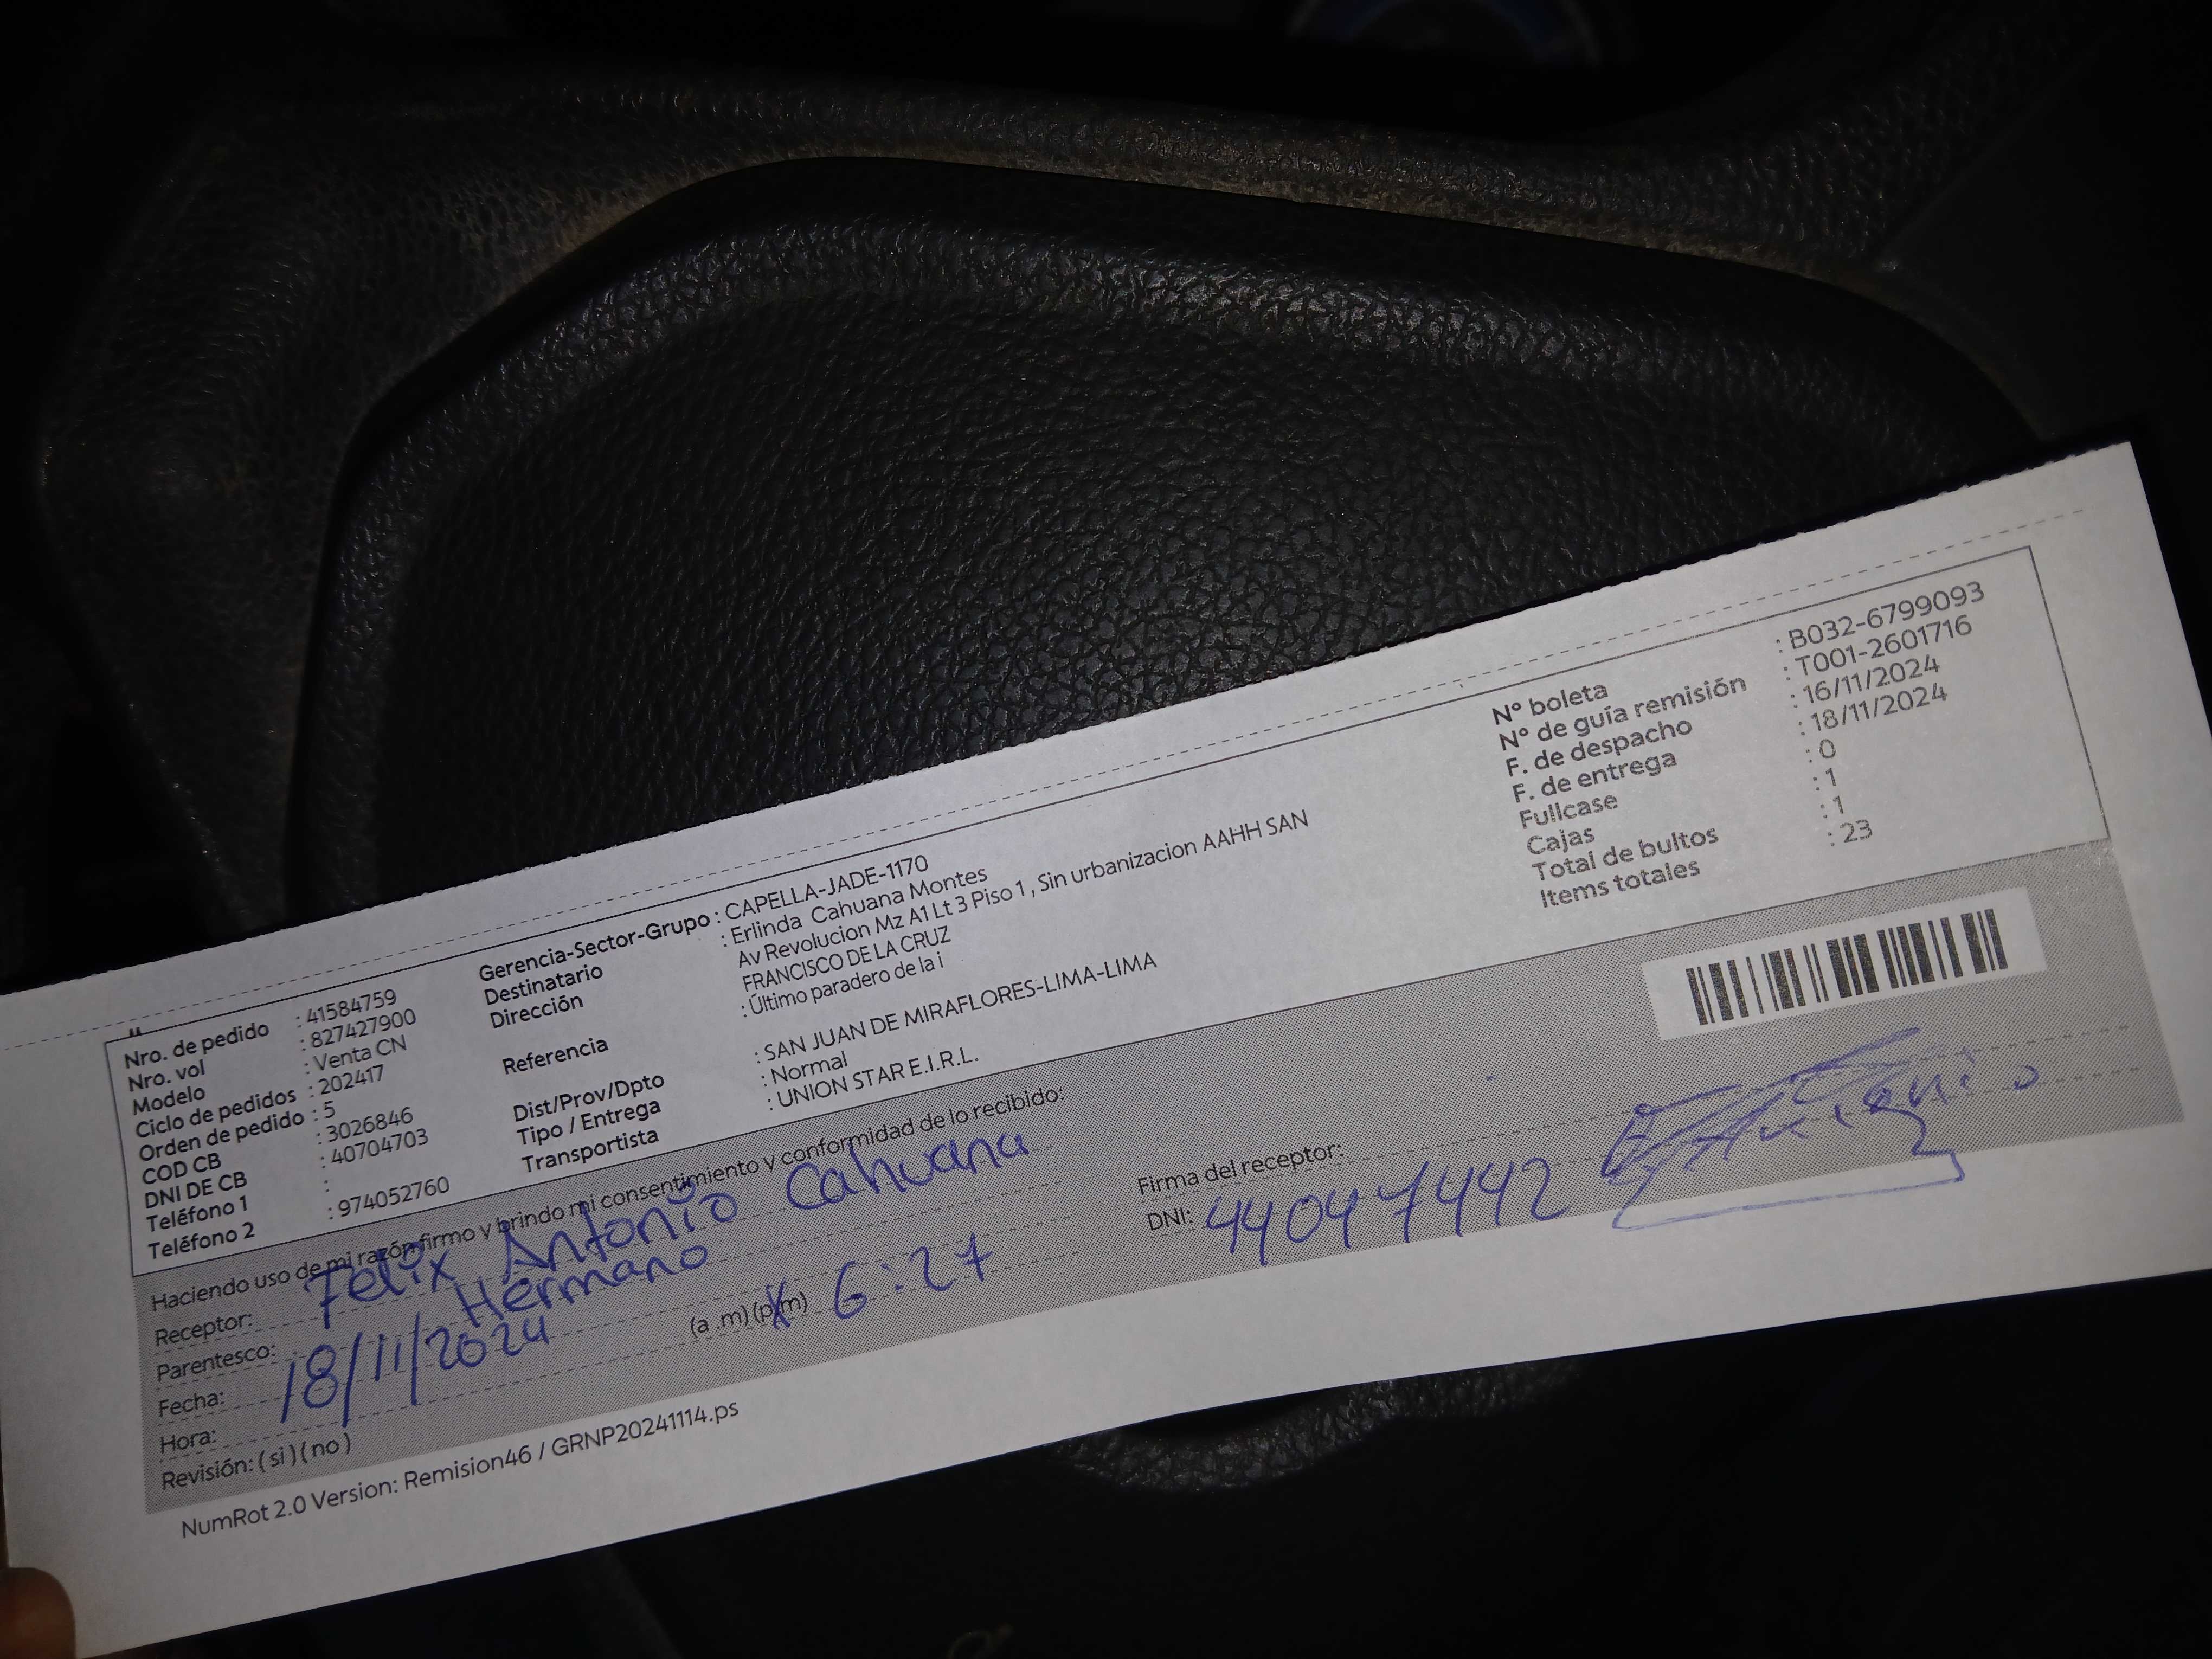 Nro. de pedido : 41584759
Nro. vol : 827427900
Modelo : Venta CN
Ciclo de pedidos : 202417
Orden de pedido : 5
COD CB : 3026846
DNI DE CB : 40704703
Teléfono 1 :
Teléfono 2 : 974052760
Gerencia-Sector-Grupo : CAPELLA-JADE-1170
Destinatario : Erlinda Cahuana Montes
Dirección Av Revolucion Mz A1 Lt 3 Piso 1 , Sin urbanizacion AAHH SAN
FRANCISCO DE LA CRUZ
Referencia : Último paradero de la i
Dist/Prov/Dpto : SAN JUAN DE MIRAFLORES-LIMA-LIMA
Tipo / Entrega : Normal
Transportista : UNION STAR E.I.R.L.
N° boleta : B032-6799093
N° de guía remisión : T001-2601716
F. de despacho : 16/11/2024
F. de entrega : 18/11/2024
Fullcase : 0
Cajas : 1
Total de bultos : 1
Items totales : 23
Haciendo uso de mi razón firmo y brindo mi consentimiento y conformidad de lo recibido:
Receptor: Felix Antonio Cahuana
Parentesco: Hermano
Fecha: 18/11/2024
Hora: (a .m) (p.m) 6:27
Revisión: ( si ) ( no )
Firma del receptor: Antonio
DNI: 44047442
NumRot 2.0 Version: Remision46 / GRNP20241114.ps